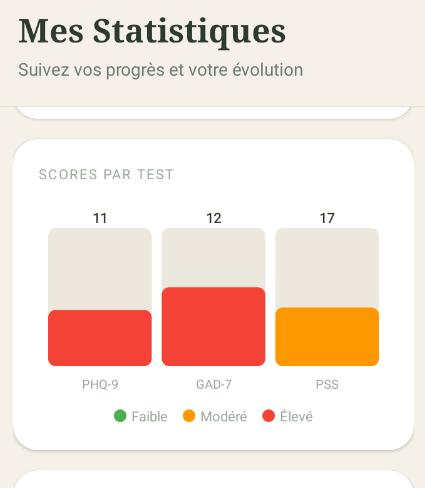 Mes Statistiques
Suivez vos progrès et votre évolution
SCORES PAR TEST
11 12 17
PHQ-9 GAD-7 PSS
Faible Modéré Élevé